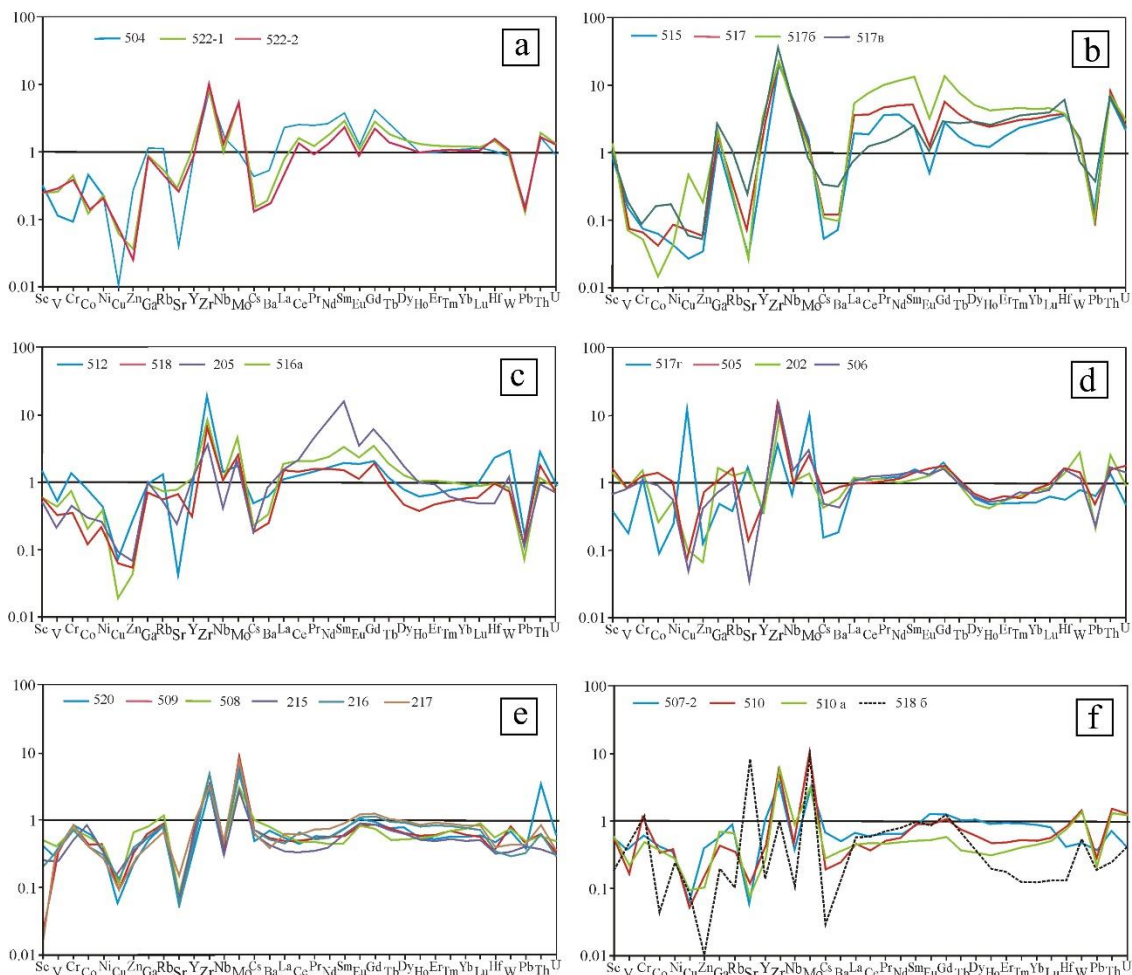 100
10
1
0.1
0.01
504 522-1 522-2
a
Sc V Cr Co Ni Cu Zn Ga Rb Sr Y Zr Nb Mo Cs Ba La Ce Pr Nd Sm Eu Gd Tb Dy Ho Er Tm Yb Lu Hf W Pb Th U
100
10
1
0.1
0.01
515 517 517б 517в
b
Sc V Cr Co Ni Cu Zn Ga Rb Sr Y Zr Nb Mo Cs Ba La Ce Pr Nd Sm Eu Gd Tb Dy Ho Er Tm Yb Lu Hf W Pb Th U
100
10
1
0.1
0.01
512 518 205 516a
c
Sc V Cr Co Ni Cu Zn Ga Rb Sr Y Zr Nb Mo Cs Ba La Ce Pr Nd Sm Eu Gd Tb Dy Ho Er Tm Yb Lu Hf W Pb Th U
100
10
1
0.1
0.01
517г 505 202 506
d
Sc V Cr Co Ni Cu Zn Ga Rb Sr Y Zr Nb Mo Cs Ba La Ce Pr Nd Sm Eu Gd Tb Dy Ho Er Tm Yb Lu Hf W Pb Th U
100
10
1
0.1
0.01
520 509 508 215 216 217
e
Sc V Cr Co Ni Cu Zn Ga Rb Sr Y Zr Nb Mo Cs Ba La Ce Pr Nd Sm Eu Gd Tb Dy Ho Er Tm Yb Lu Hf W Pb Th U
100
10
1
0.1
0.01
507-2 510 510 a 518 б
f
Sc V Cr Co Ni Cu Zn Ga Rb Sr Y Zr Nb Mo Cs Ba La Ce Pr Nd Sm Eu Gd Tb Dy Ho Er Tm Yb Lu Hf W Pb Th U